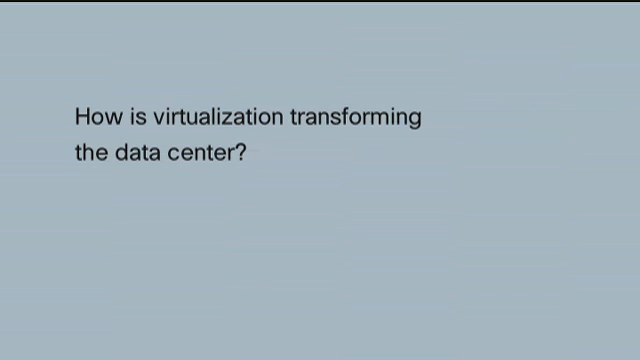 How is virtualization transforming
the data center?